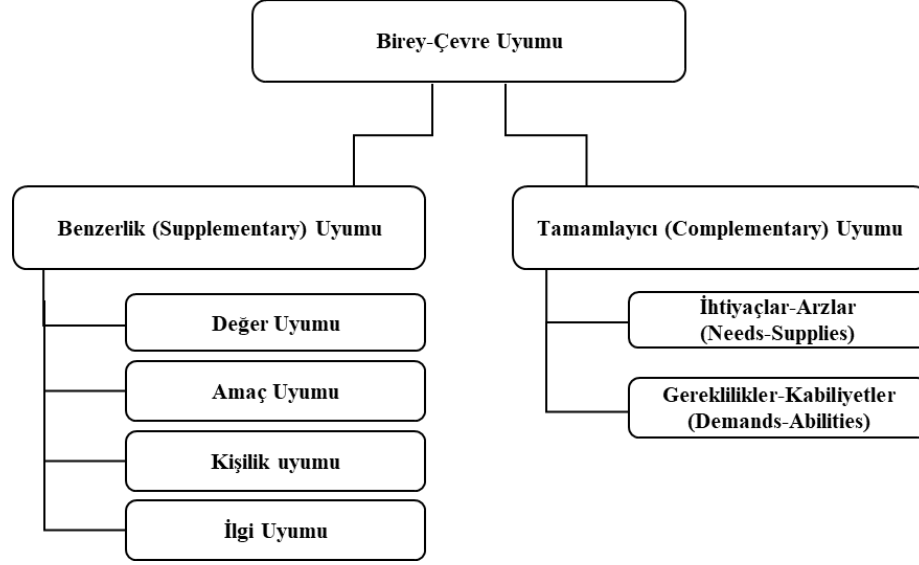 Birey-Çevre Uyumu
Benzerlik (Supplementary) Uyumu
Değer Uyumu
Amaç Uyumu
Kişilik uyumu
İlgi Uyumu
Tamamlayıcı (Complementary) Uyumu
İhtiyaçlar-Arzlar
(Needs-Supplies)
Gereklilikler-Kabiliyetler
(Demands-Abilities)